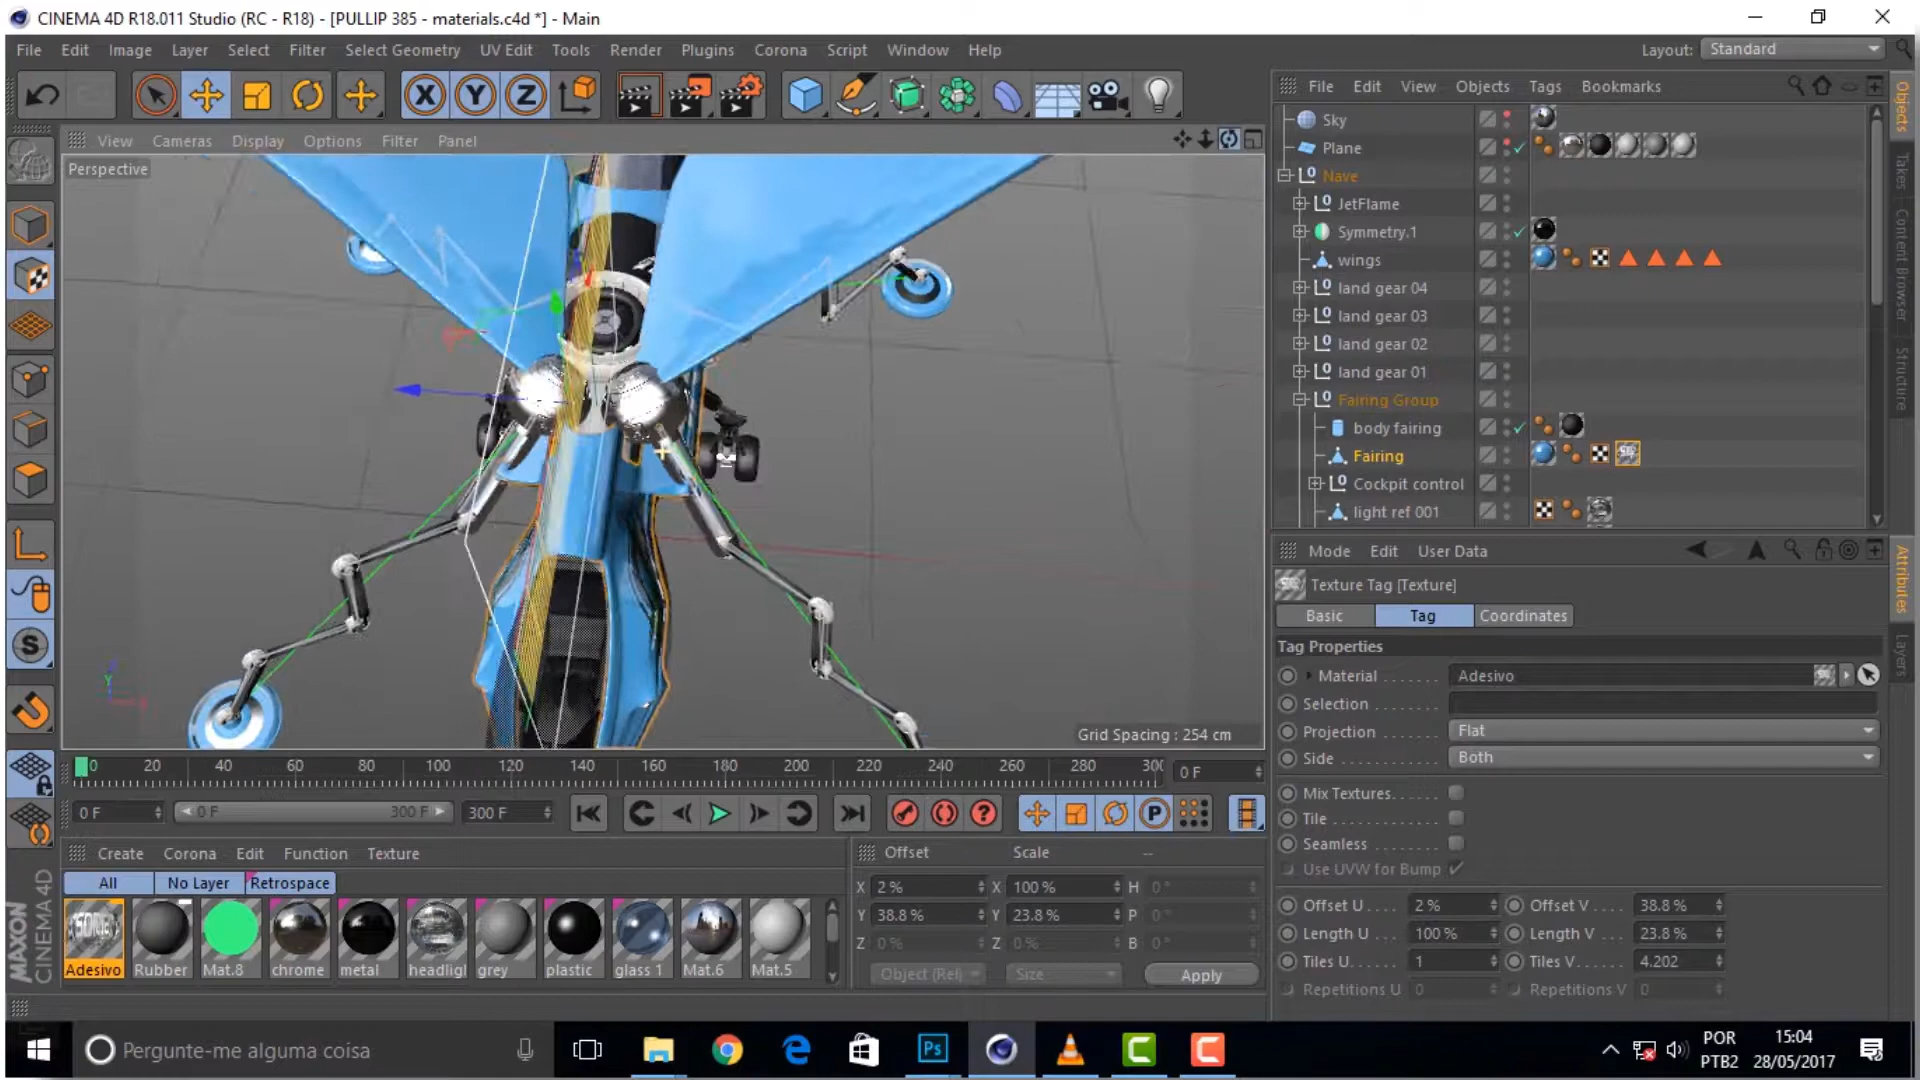 CINEMA 4D R18.011 Studio (RC - R18) - [PULLIP 385 - materials.c4d *] - Main
File Edit Image Layer Select Filter Select Geometry UV Edit Tools Render Plugins Corona Script Window Help
Layout: Standard
X Y Z
File Edit View Objects Tags Bookmarks
View Cameras Display Options Filter Panel
Perspective
Grid Spacing : 254 cm
Sky
Plane
Nave
JetFlame
Symmetry.1
wings
land gear 04
land gear 03
land gear 02
land gear 01
Fairing Group
body fairing
Fairing
Cockpit control
light ref 001
Objects
Takes
Content Browser
Structure
Mode Edit User Data
Texture Tag [Texture]
Basic Tag Coordinates
Tag Properties
Material Adesivo
Selection
Projection Flat
Side Both
Mix Textures
Tile
Seamless
Use UVW for Bump
Offset U 2 % Offset V 38.8 %
Length U 100 % Length V 23.8 %
Tiles U 1 Tiles V 4.202
Repetitions U 0 Repetitions V 0
Attributes
Layers
0 20 40 60 80 100 120 140 160 180 200 220 240 260 280 300 0 F
0 F 0 F 300 F 300 F
P
Create Corona Edit Function Texture
All No Layer Retrospace
Adesivo Rubber Mat.8 chrome metal headligl grey plastic glass 1 Mat.6 Mat.5
Offset Scale --
X 2 % X 100 % H 0 °
Y 38.8 % Y 23.8 % P 0 °
Z 0 % Z 0 % B 0 °
Object (Rel) Size Apply
MAXON
CINEMA 4D
Pergunte-me alguma coisa
Ps
POR
PTB2
15:04
28/05/2017